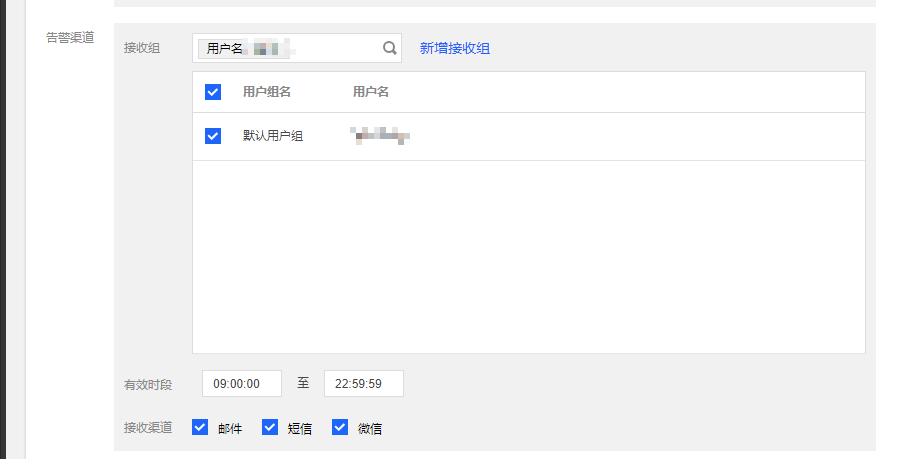 告警渠道
接收组 用户名 新增接收组
用户组名 用户名
默认用户组
有效时段 09:00:00 至 22:59:59
接收渠道 邮件 短信 微信